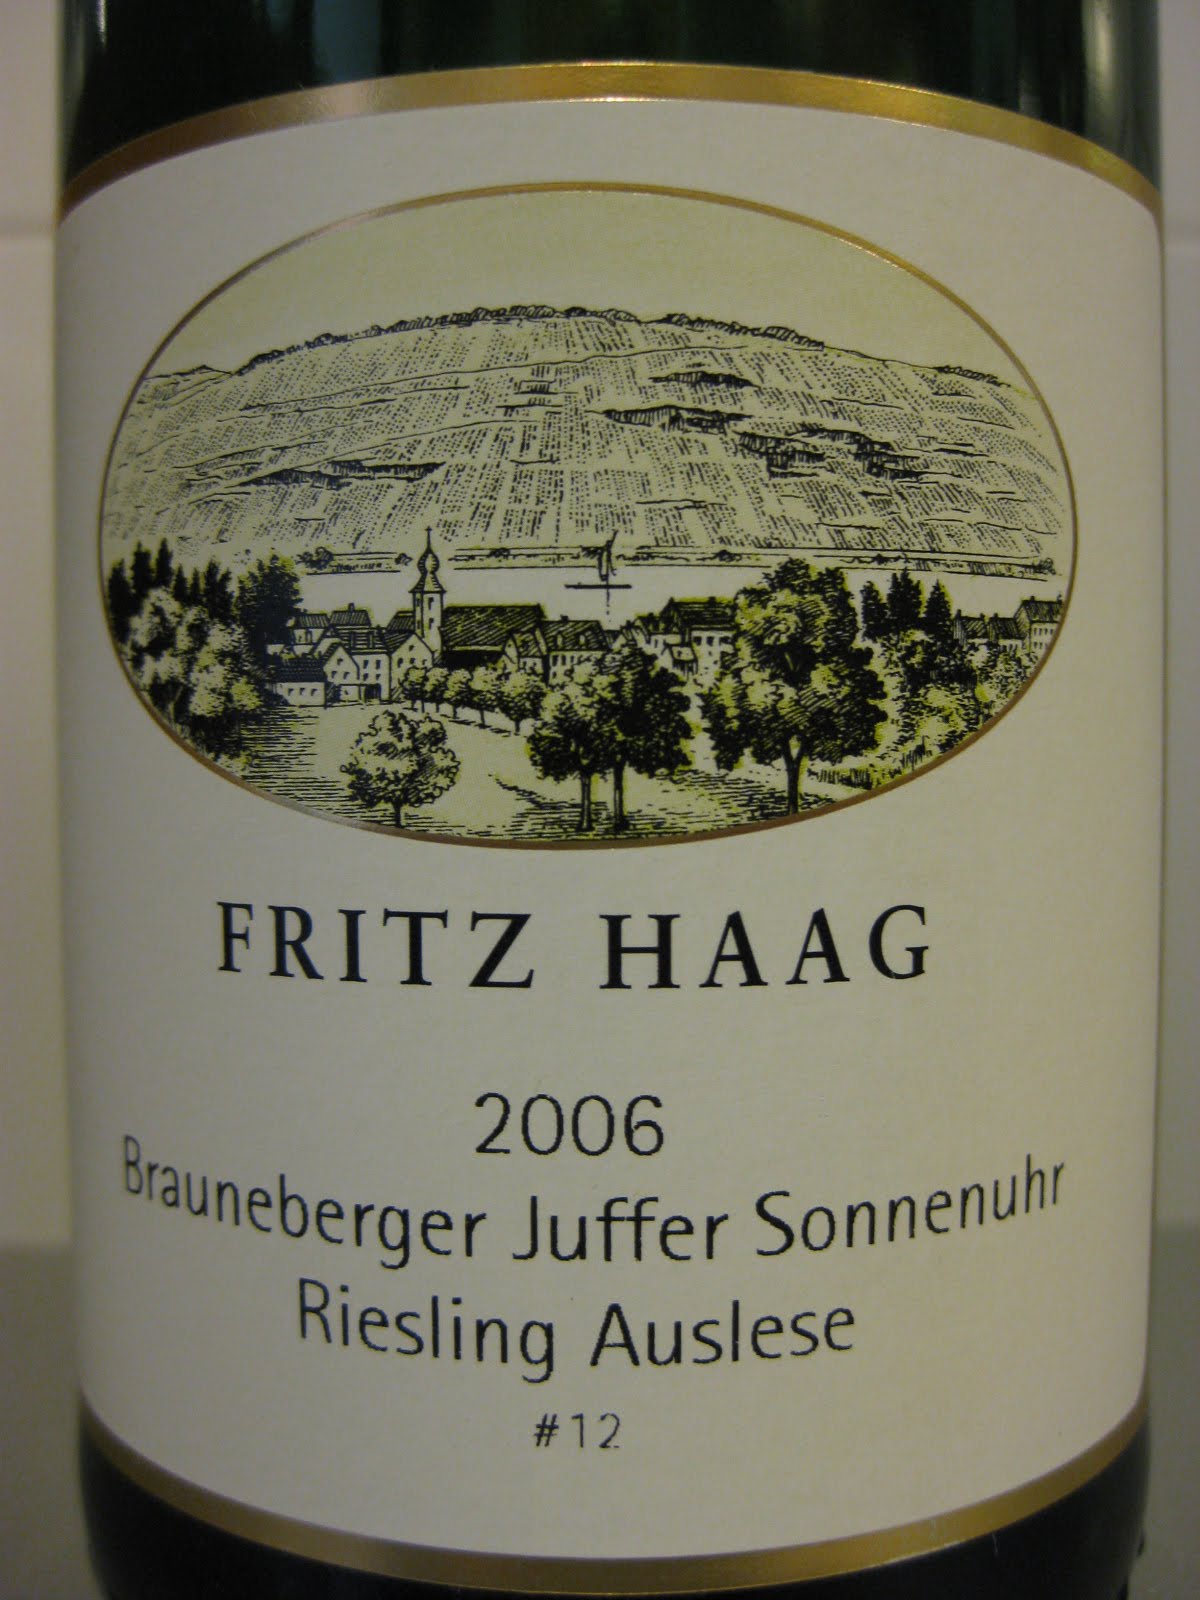 FRITZ HAAG
2006
Brauneberger Juffer Sonnenuhr
Riesling Auslese
#12